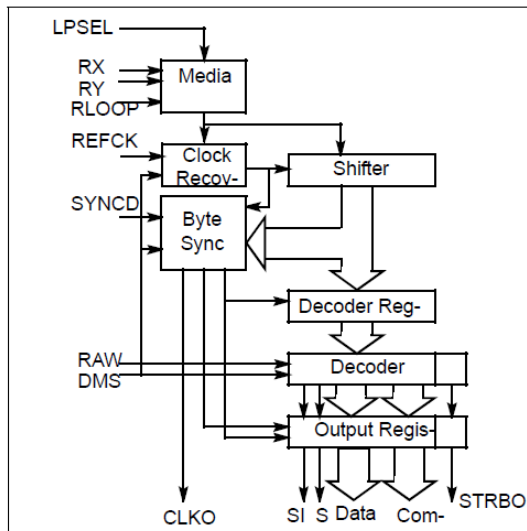 LPSEL
RX
RY
RLOOP
Media
REFCK
Clock
Recov-
Shifter
SYNCD
Byte
Sync
Decoder Reg-
RAW
DMS
Decoder
Output Regis-
CLKO
SI S Data Com- STRBO